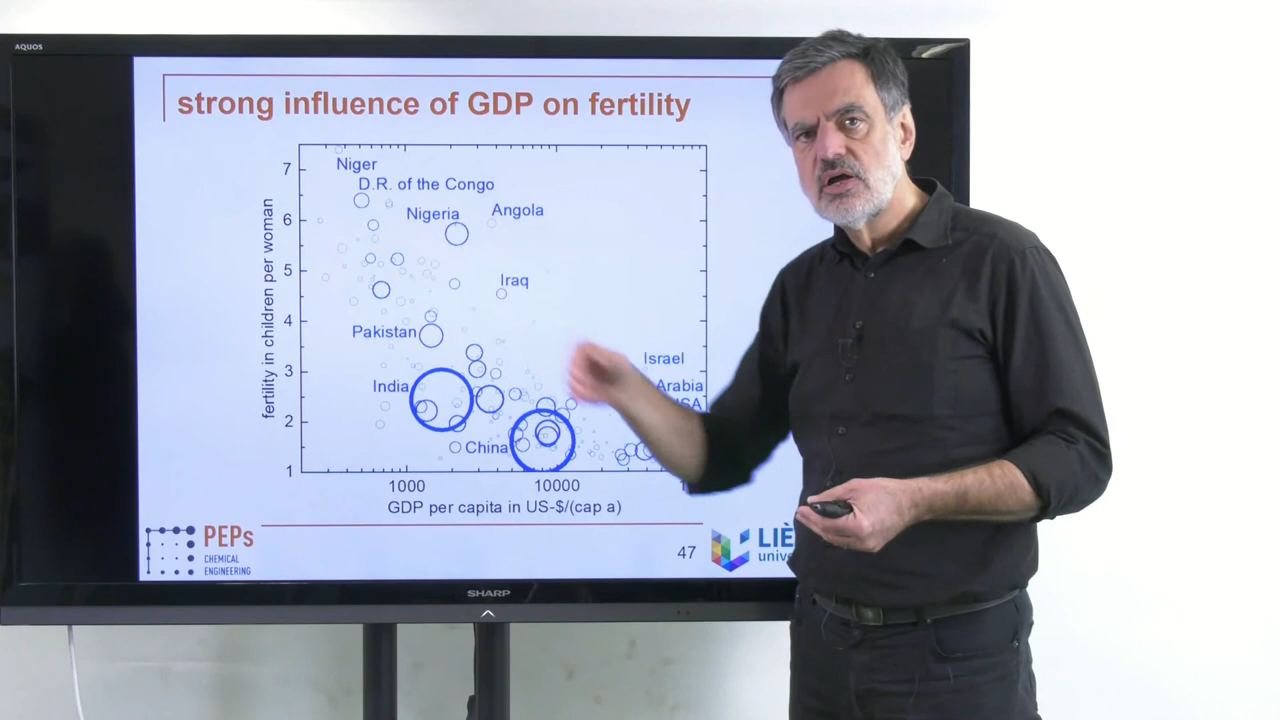 AQUOS
strong influence of GDP on fertility
7
Niger
D.R. of the Congo
6
Nigeria
Angola
5
Iraq
4
Pakistan
3
Israel
India
Arabia
2
China
1
1000
10000
fertility in children per woman
GDP per capita in US-$/(cap a)
PEPs
CHEMICAL
ENGINEERING
47
LIÈ
unive
SHARP